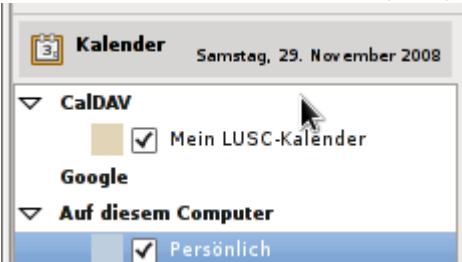 3
Kalender
Samstag, 29. November 2008
CalDAV
Mein LUSC-Kalender
Google
Auf diesem Computer
Persönlich